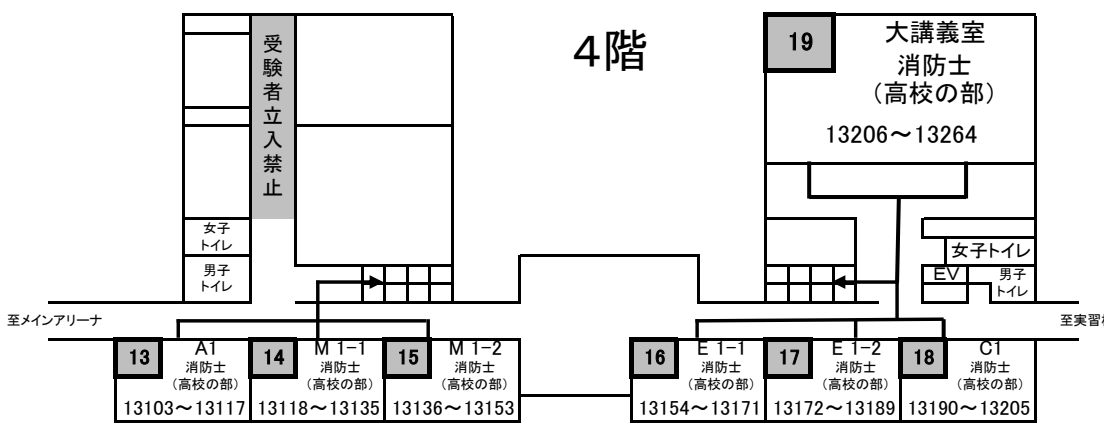 4階
受験者立入禁止
19
大講義室
消防士
（高校の部）
13206～13264
女子
トイレ
男子
トイレ
女子トイレ
EV
男子
トイレ
至メインアリーナ
至実習棟
13
A1
消防士
（高校の部）
13103～13117
14
M 1-1
消防士
（高校の部）
13118～13135
15
M 1-2
消防士
（高校の部）
13136～13153
16
E 1-1
消防士
（高校の部）
13154～13171
17
E 1-2
消防士
（高校の部）
13172～13189
18
C1
消防士
（高校の部）
13190～13205